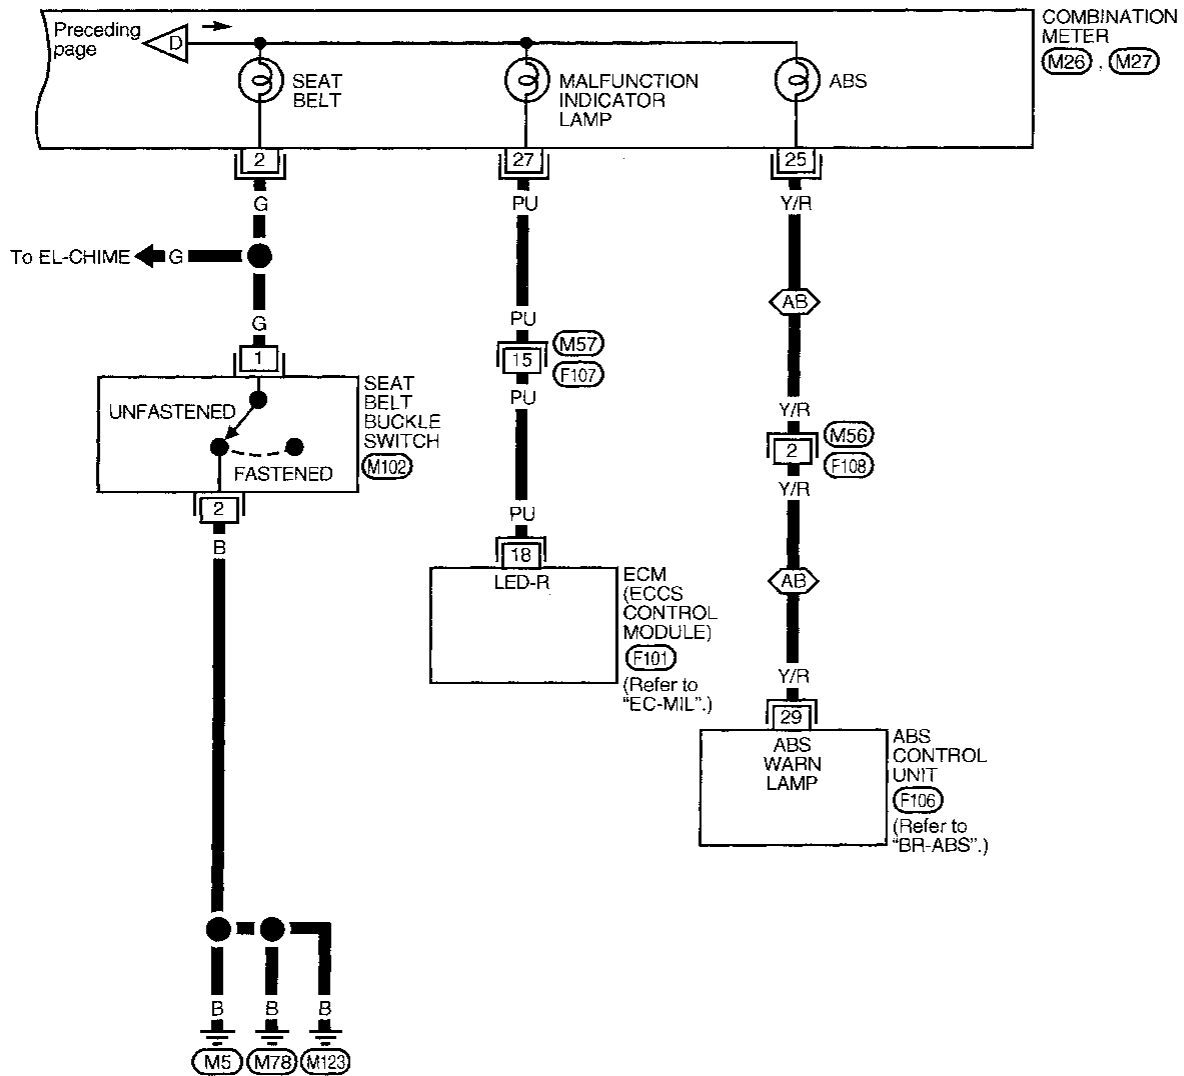 Preceding
page
D
SEAT
BELT
MALFUNCTION
INDICATOR
LAMP
ABS
COMBINATION
METER
M26 , M27
2
27
25
G
PU
Y/R
To EL-CHIME
G
AB
G
PU
1
15
M57
F107
PU
SEAT
BELT
BUCKLE
SWITCH
M102
UNFASTENED
FASTENED
Y/R
2
M56
F108
Y/R
2
B
PU
18
LED-R
ECM
(ECCS
CONTROL
MODULE)
F101
(Refer to
"EC-MIL".)
AB
Y/R
29
ABS
WARN
LAMP
ABS
CONTROL
UNIT
F106
(Refer to
"BR-ABS".)
B
B
B
M5
M78
M123